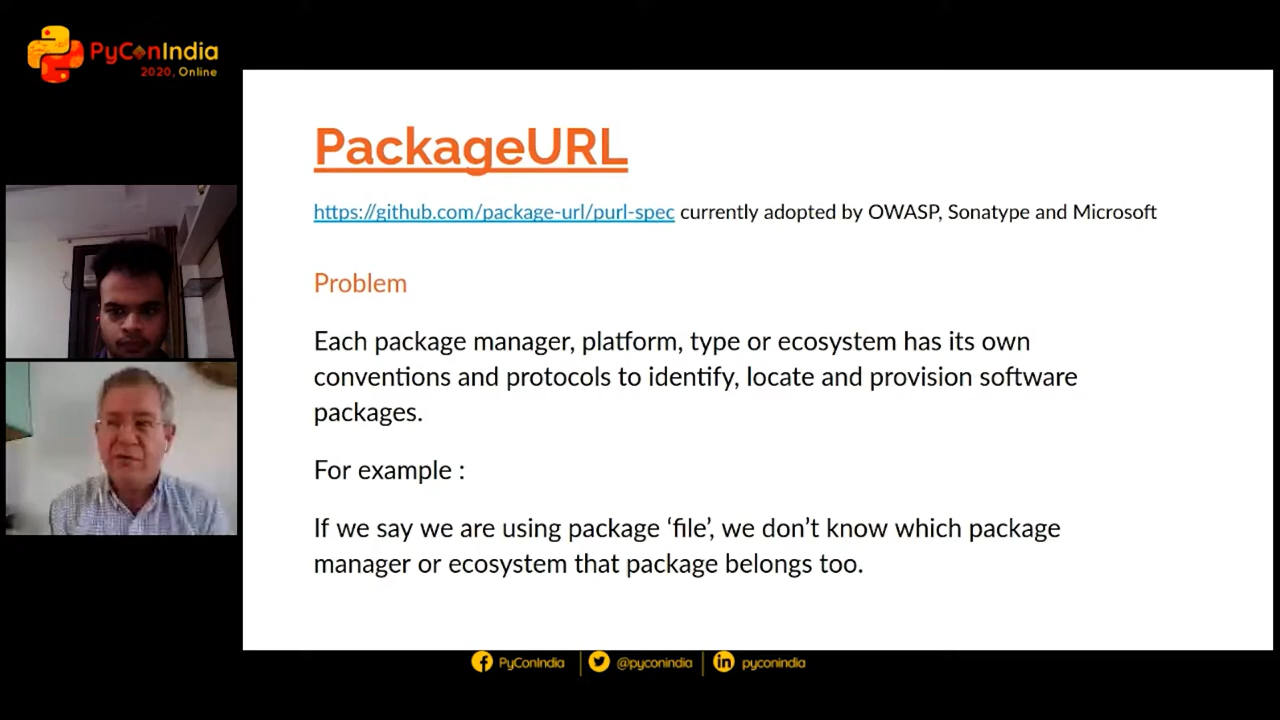 PyConIndia
2020, Online
PackageURL
https://github.com/package-url/purl-spec currently adopted by OWASP, Sonatype and Microsoft
Problem
Each package manager, platform, type or ecosystem has its own
conventions and protocols to identify, locate and provision software
packages.
For example :
If we say we are using package ‘file’, we don’t know which package
manager or ecosystem that package belongs too.
PyConIndia
@pyconindia
pyconindia